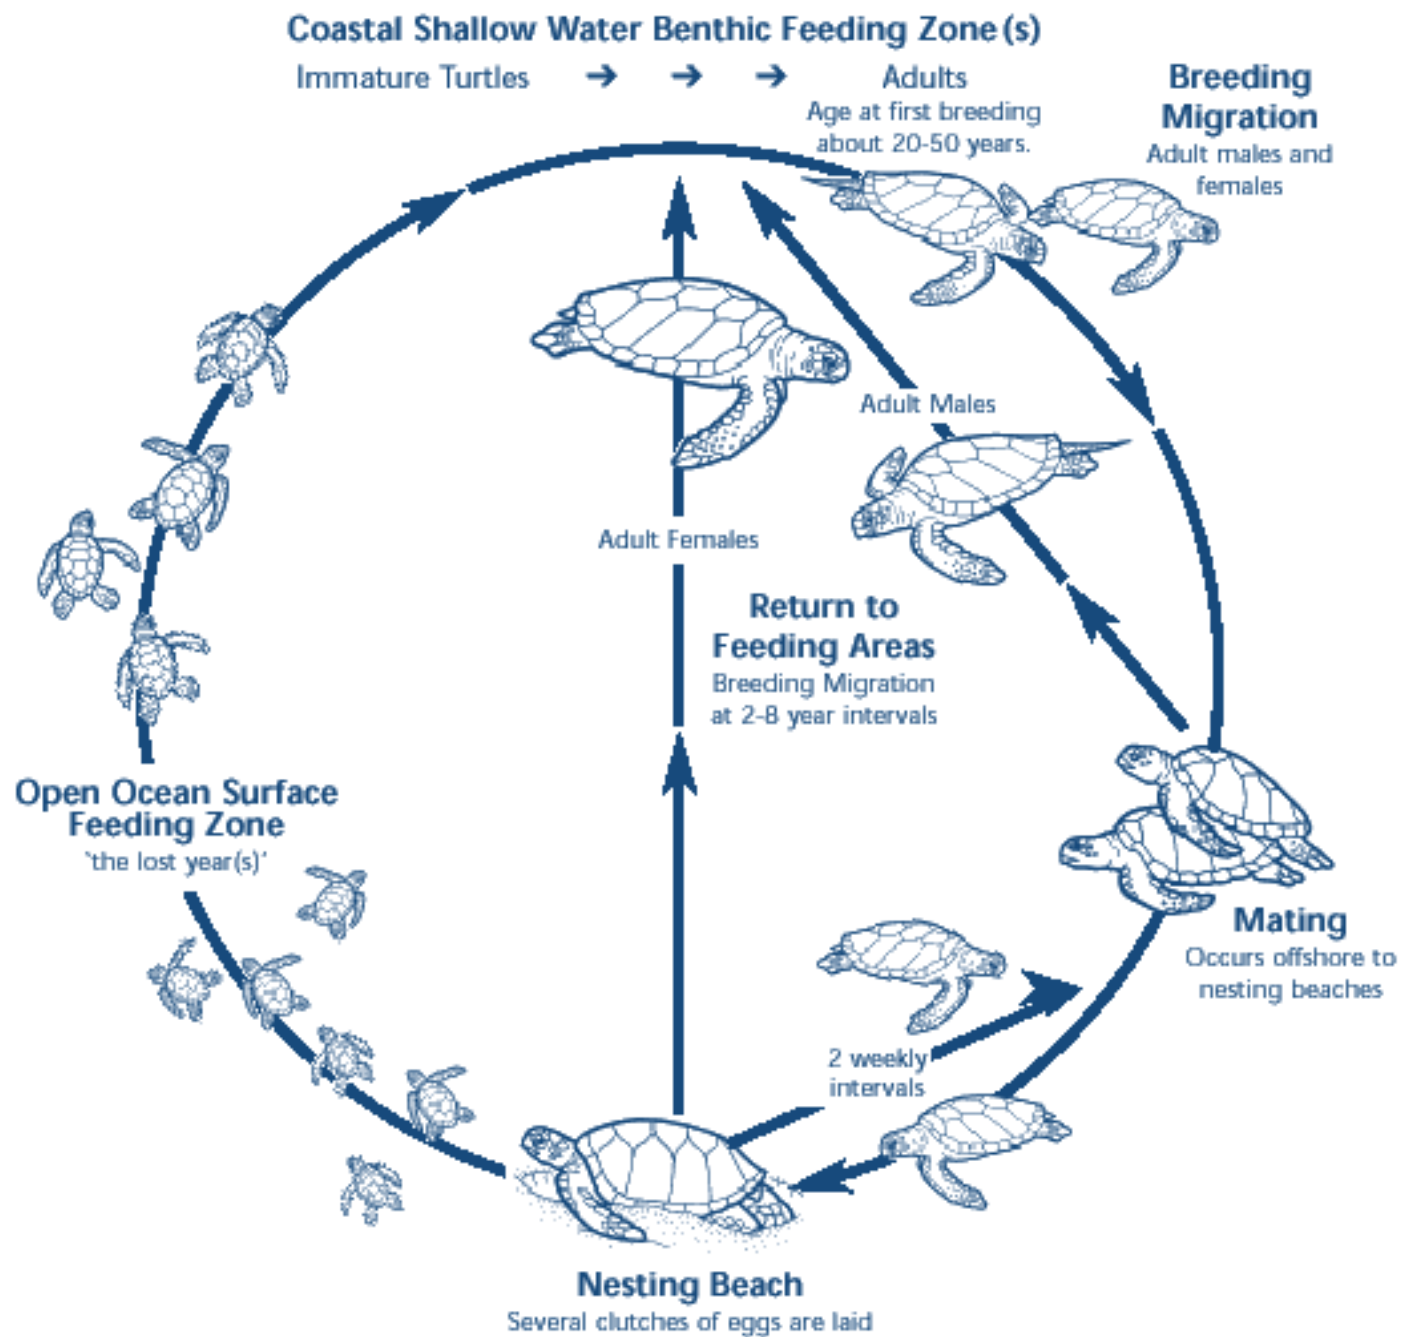 Coastal Shallow Water Benthic Feeding Zone (s)
Immature Turtles → → → Adults
Age at first breeding
about 20-50 years.
Breeding
Migration
Adult males and
females
Adult Males
Adult Females
Return to
Feeding Areas
Breeding Migration
at 2-8 year intervals
Open Ocean Surface
Feeding Zone
‘the lost year(s)’
Mating
Occurs offshore to
nesting beaches
2 weekly
intervals
Nesting Beach
Several clutches of eggs are laid